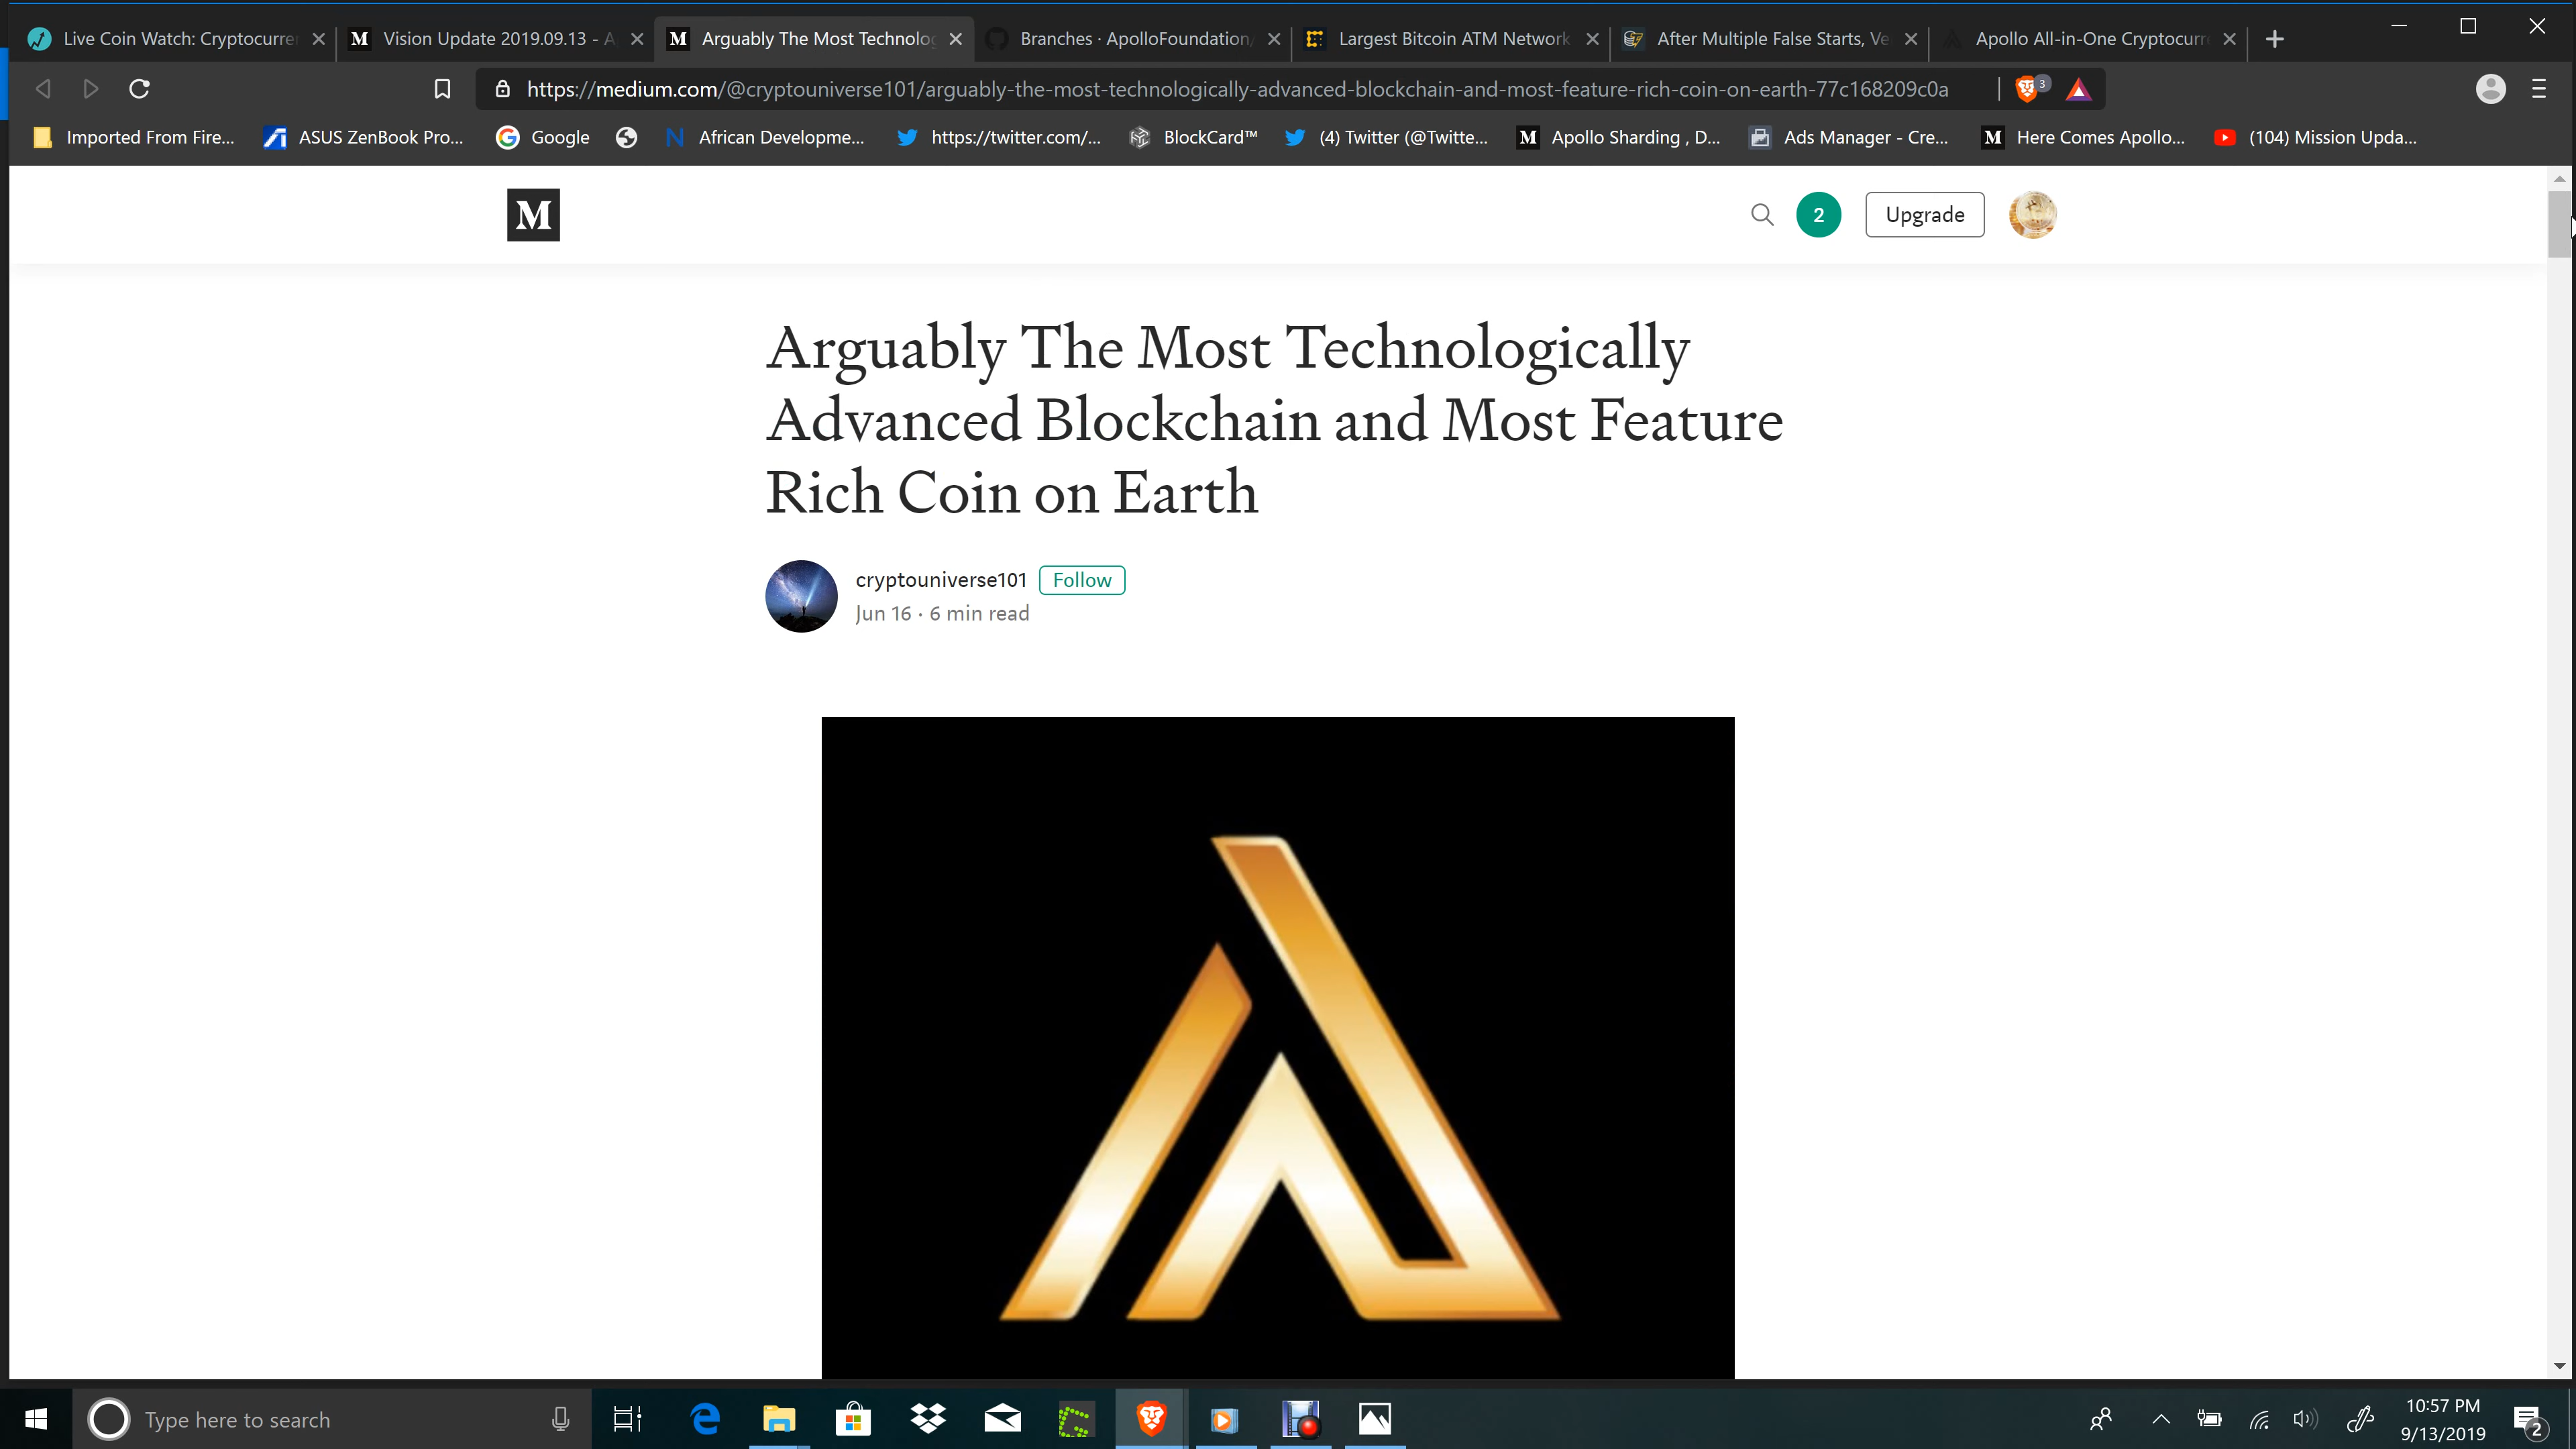 Live Coin Watch: Cryptocurre
M Vision Update 2019.09.13 - A
M Arguably The Most Technolog
Branches · ApolloFoundation/
Largest Bitcoin ATM Network
After Multiple False Starts, Ve
Apollo All-in-One Cryptocurr
https://medium.com/@cryptouniverse101/arguably-the-most-technologically-advanced-blockchain-and-most-feature-rich-coin-on-earth-77c168209c0a
3
Imported From Fire...
ASUS ZenBook Pro...
G Google
N African Developme...
https://twitter.com/...
BlockCard™
(4) Twitter (@Twitte...
M Apollo Sharding , D...
Ads Manager - Cre...
M Here Comes Apollo...
(104) Mission Upda...
M
2
Upgrade
Arguably The Most Technologically
Advanced Blockchain and Most Feature
Rich Coin on Earth
cryptouniverse101 Follow
Jun 16 · 6 min read
Type here to search
10:57 PM
9/13/2019
2